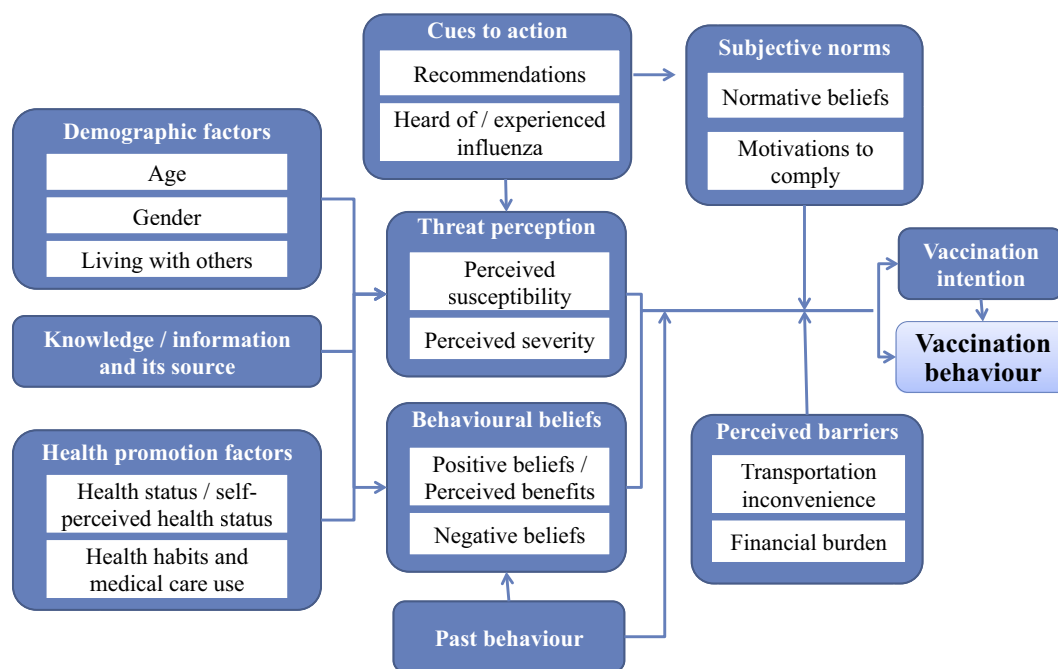 Cues to action
Recommendations
Heard of / experienced
influenza
Subjective norms
Normative beliefs
Motivations to
comply
Demographic factors
Age
Gender
Living with others
Threat perception
Perceived
susceptibility
Perceived severity
Vaccination
intention
Vaccination
behaviour
Knowledge / information
and its source
Behavioural beliefs
Positive beliefs /
Perceived benefits
Negative beliefs
Perceived barriers
Transportation
inconvenience
Financial burden
Health promotion factors
Health status / self-
perceived health status
Health habits and
medical care use
Past behaviour